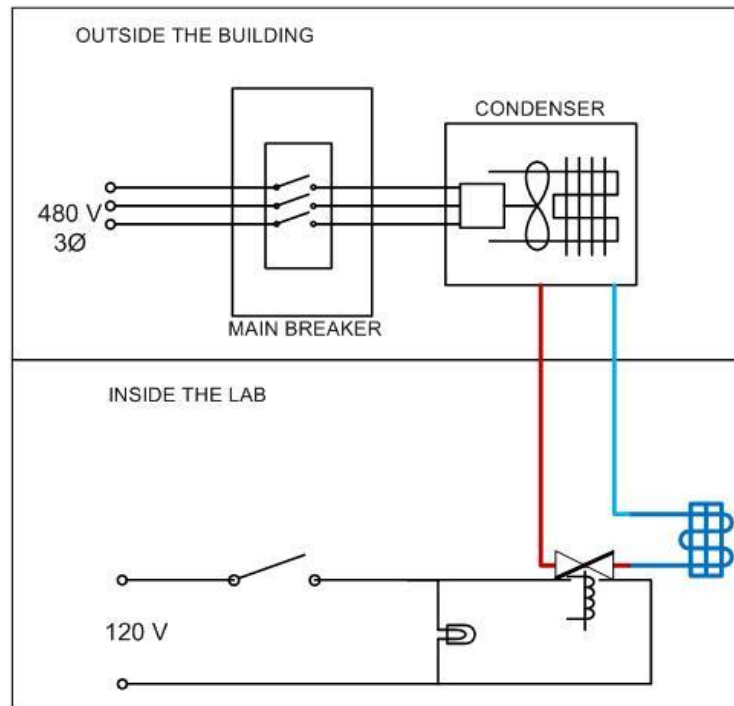 OUTSIDE THE BUILDING
CONDENSER
480 V
3Ø
MAIN BREAKER
INSIDE THE LAB
120 V